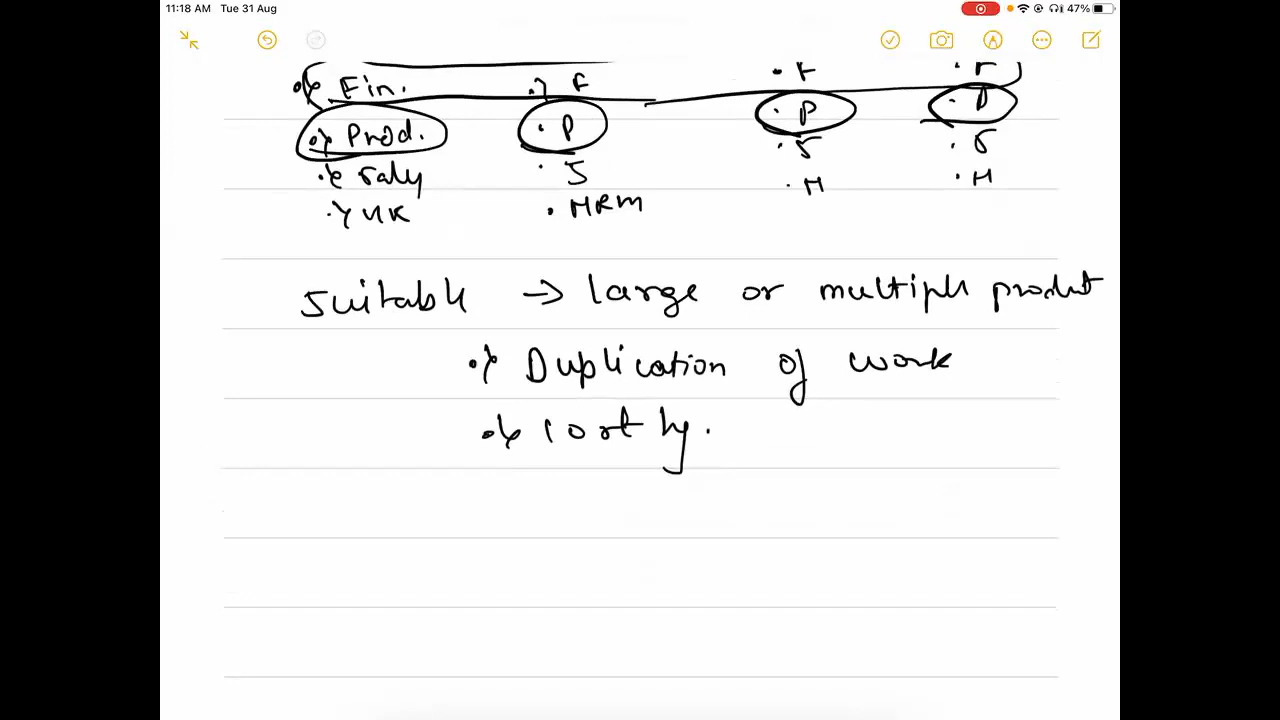 11:18 AM Tue 31 Aug 47%
Fin. F F F
Prod. P P P
Sales S S S
HR HRM H H
Suitable → large or multiple product
Duplication of work
Costly.